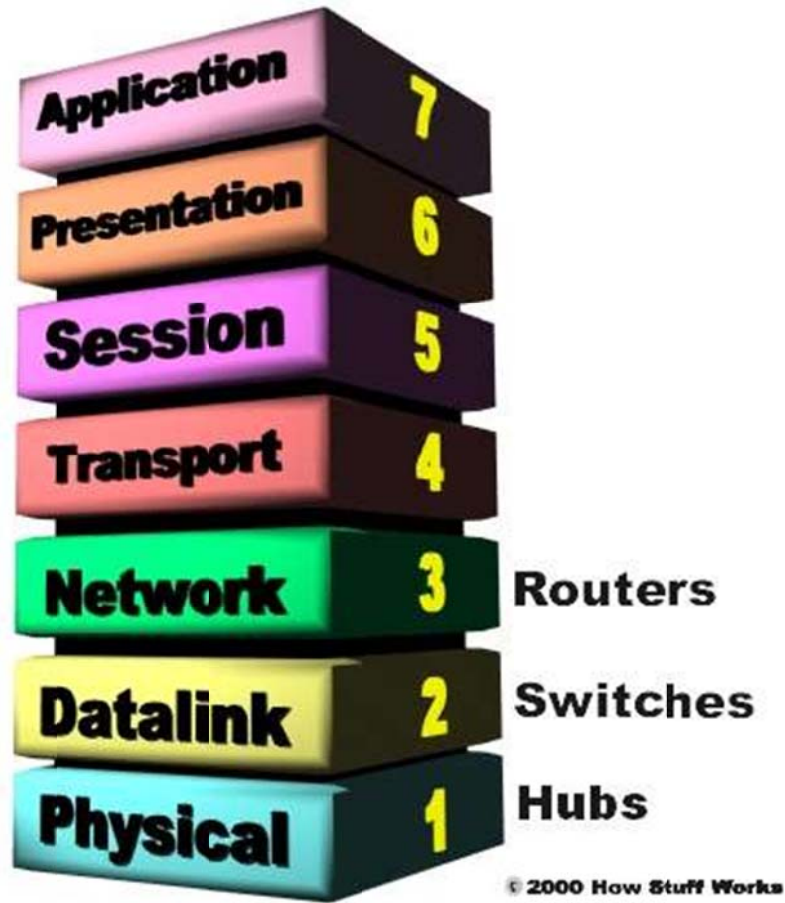 Application 7
Presentation 6
Session 5
Transport 4
Network 3 Routers
Datalink 2 Switches
Physical 1 Hubs
© 2000 How Stuff Works